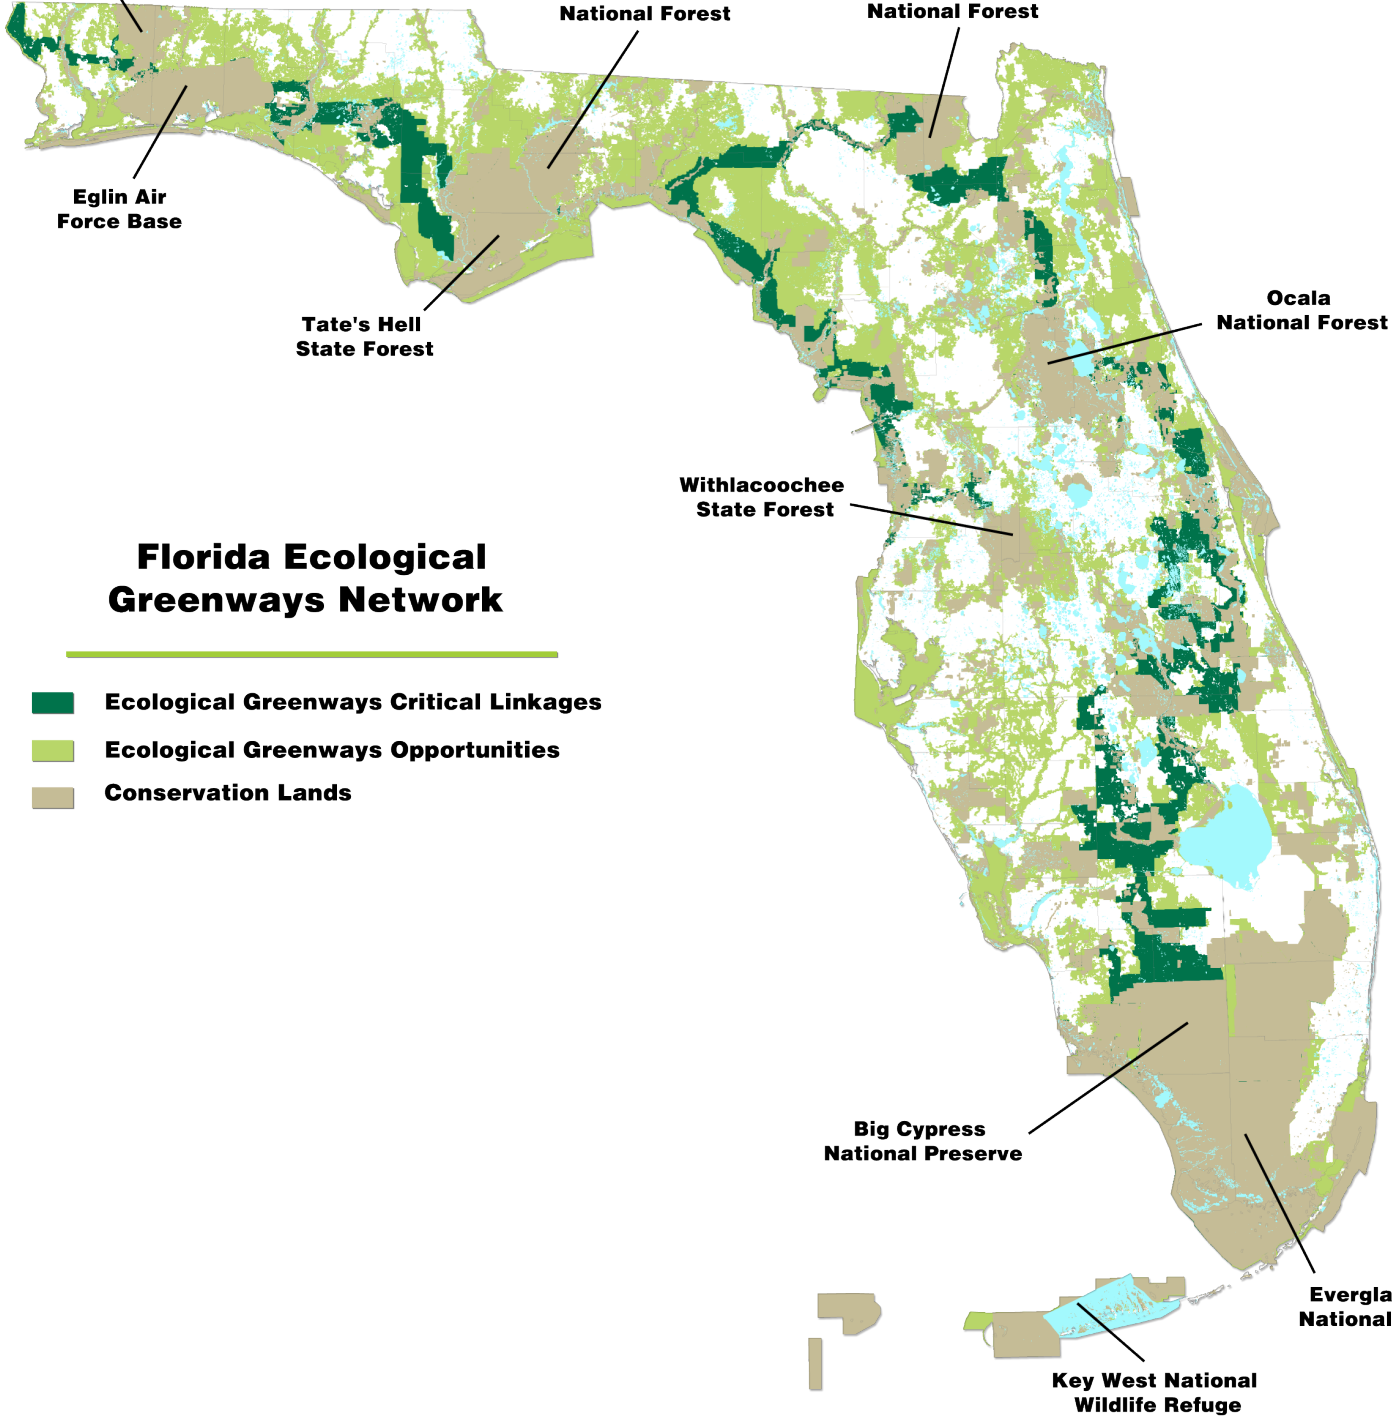 National Forest
National Forest
Eglin Air
Force Base
Tate's Hell
State Forest
Ocala
National Forest
Withlacoochee
State Forest
Florida Ecological
Greenways Network
Ecological Greenways Critical Linkages
Ecological Greenways Opportunities
Conservation Lands
Big Cypress
National Preserve
Evergla
National
Key West National
Wildlife Refuge